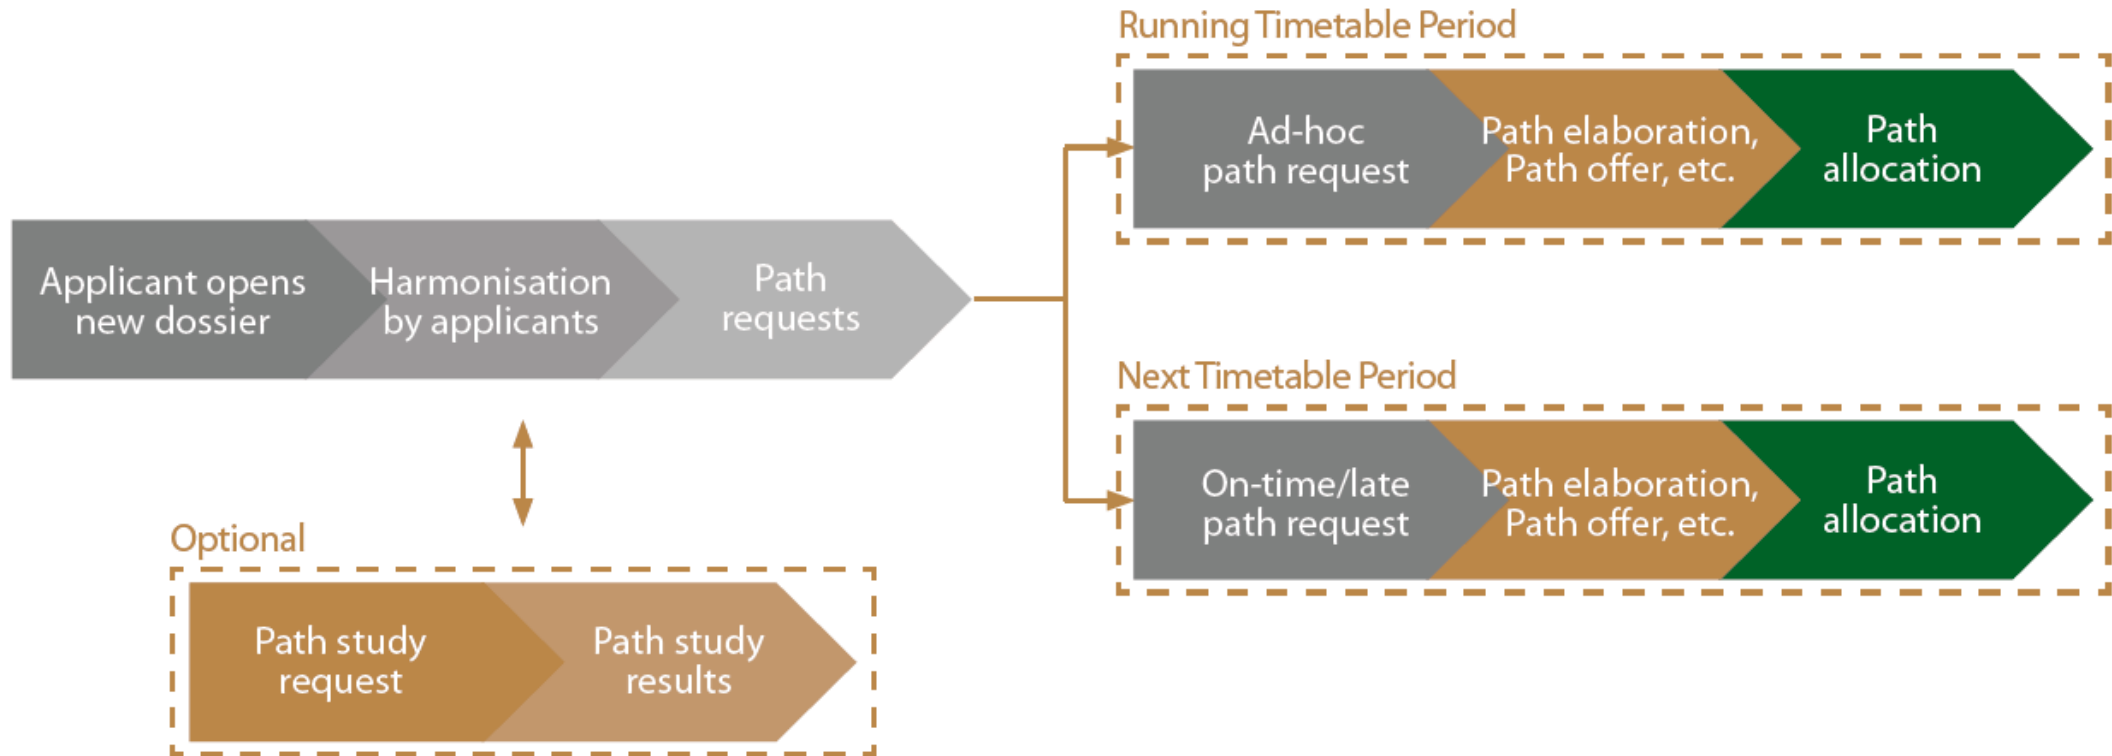 Running Timetable Period
Ad-hoc
path request
Path elaboration,
Path offer, etc.
Path
allocation
Applicant opens
new dossier
Harmonisation
by applicants
Path
requests
Next Timetable Period
On-time/late
path request
Path elaboration,
Path offer, etc.
Path
allocation
Optional
Path study
request
Path study
results